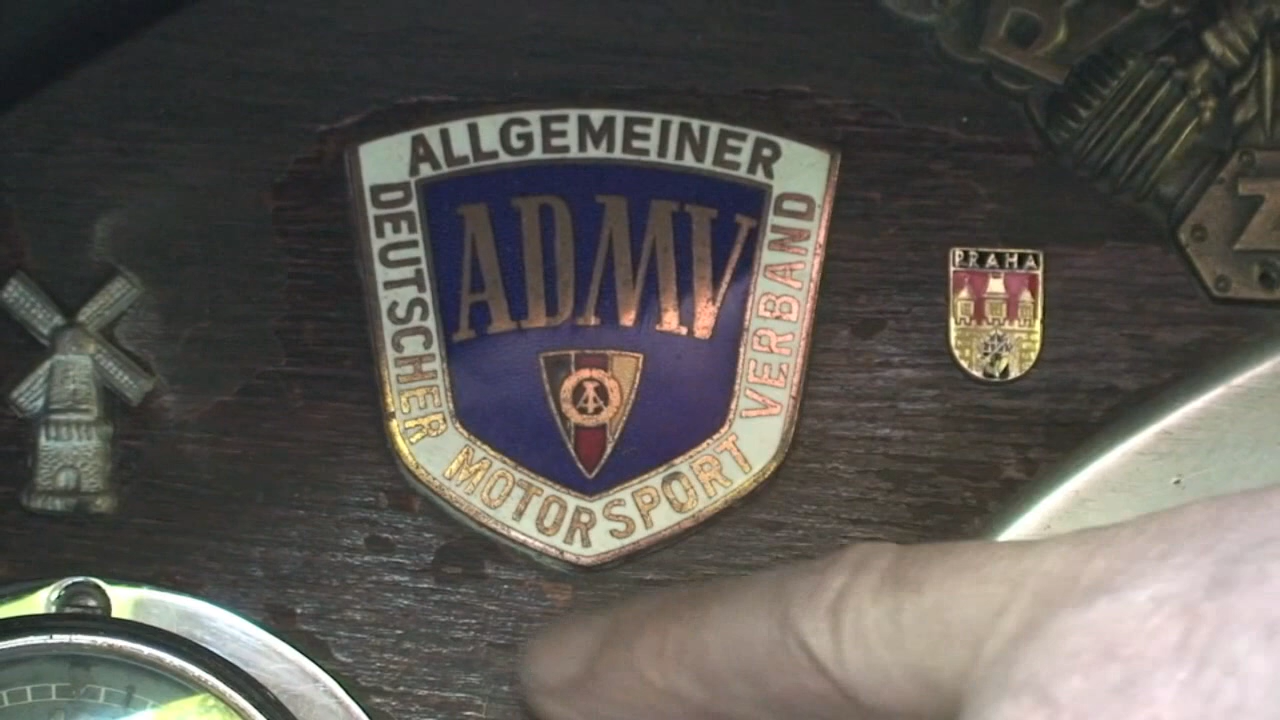 ALLGEMEINER
DEUTSCHER
MOTORSPORT
VERBAND
ADMV
PRAHA